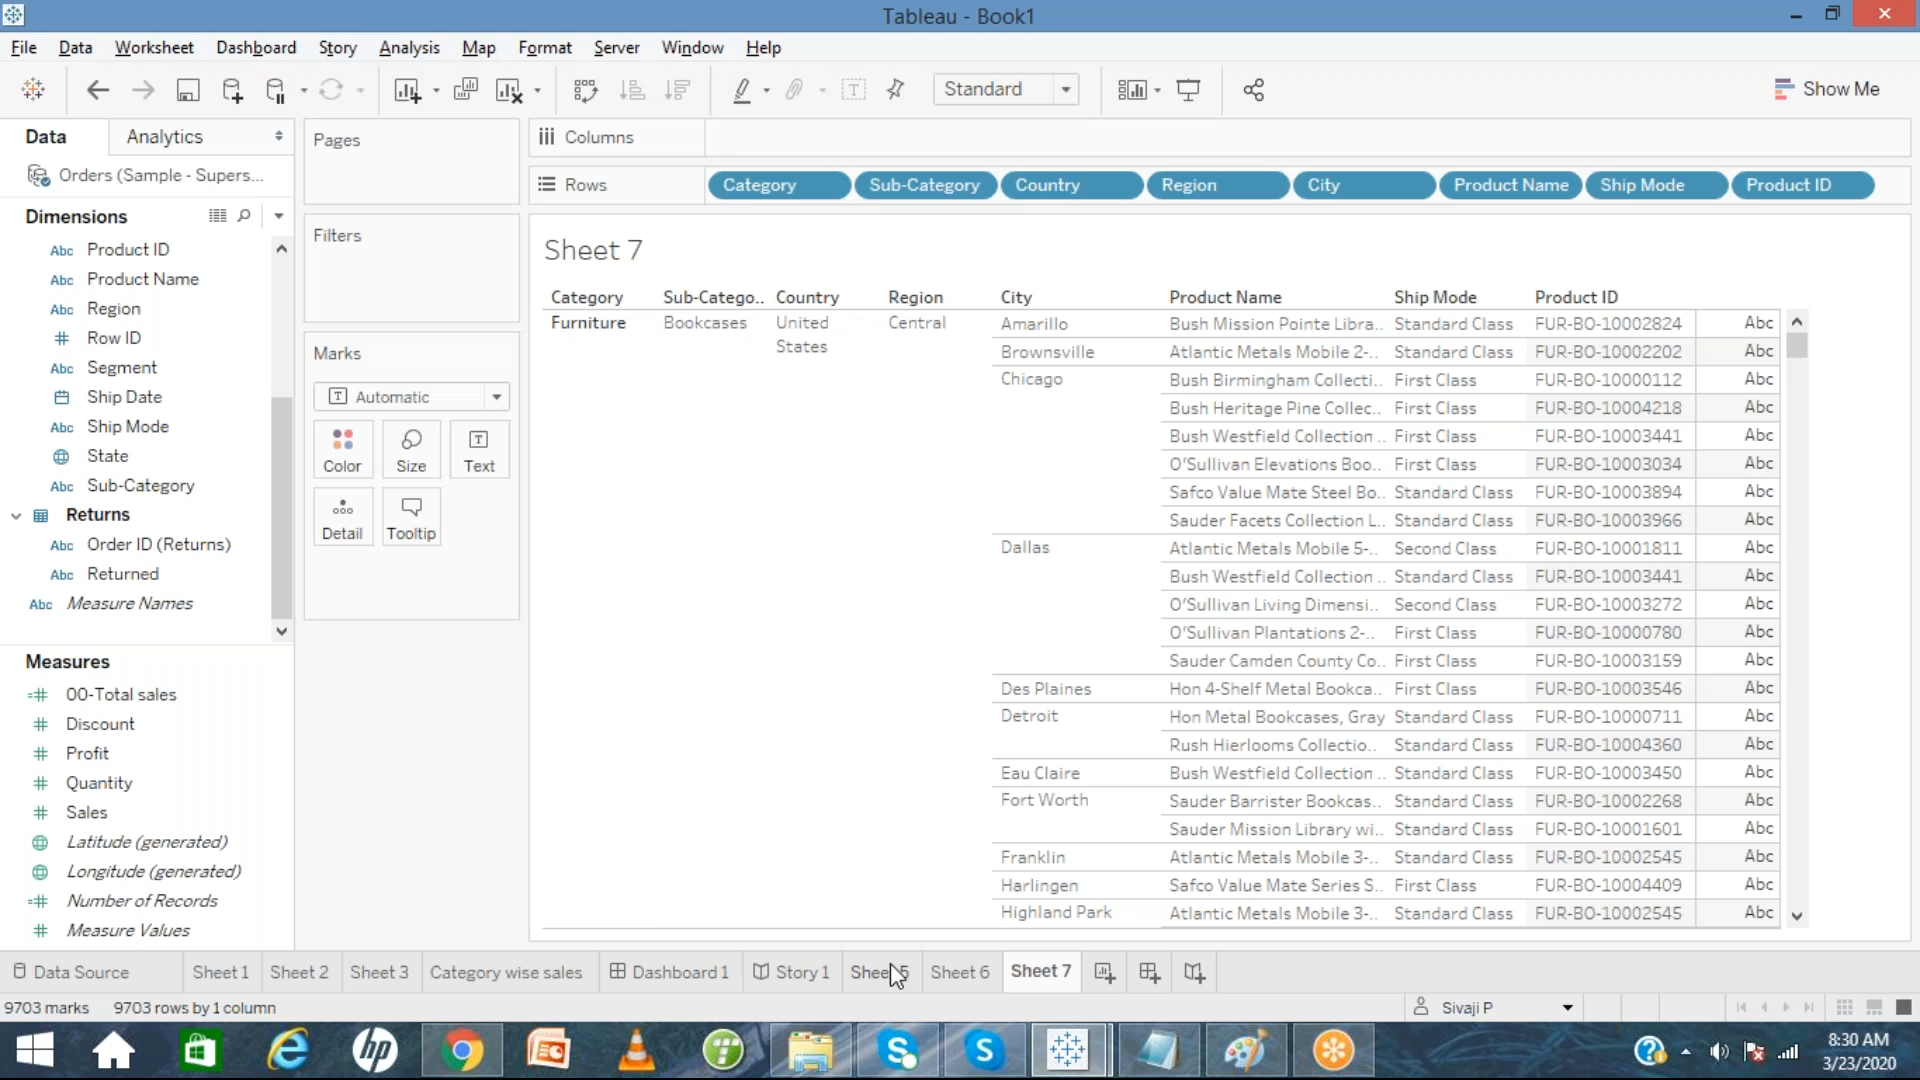 Tableau - Book1
File Data Worksheet Dashboard Story Analysis Map Format Server Window Help
Standard
Show Me
Data Analytics
Pages
Columns
Orders (Sample - Supers...
Rows Category Sub-Category Country Region City Product Name Ship Mode Product ID
Dimensions
Filters
Abc Product ID
Abc Product Name
Abc Region
# Row ID
Abc Segment
Ship Date
Abc Ship Mode
State
Abc Sub-Category
Returns
Abc Order ID (Returns)
Abc Returned
Abc Measure Names
Measures
=# 00-Total sales
# Discount
# Profit
# Quantity
# Sales
Latitude (generated)
Longitude (generated)
=# Number of Records
# Measure Values
Marks
Automatic
Color Size Text
Detail Tooltip
Sheet 7
Category Sub-Catego.. Country Region City Product Name Ship Mode Product ID
Furniture Bookcases United States Central Amarillo Bush Mission Pointe Libra.. Standard Class FUR-BO-10002824 Abc
Brownsville Atlantic Metals Mobile 2-.. Standard Class FUR-BO-10002202 Abc
Chicago Bush Birmingham Collecti.. First Class FUR-BO-10000112 Abc
Bush Heritage Pine Collec.. First Class FUR-BO-10004218 Abc
Bush Westfield Collection .. First Class FUR-BO-10003441 Abc
O'Sullivan Elevations Boo.. First Class FUR-BO-10003034 Abc
Safco Value Mate Steel Bo.. Standard Class FUR-BO-10003894 Abc
Sauder Facets Collection L.. Standard Class FUR-BO-10003966 Abc
Dallas Atlantic Metals Mobile 5-.. Second Class FUR-BO-10001811 Abc
Bush Westfield Collection .. Standard Class FUR-BO-10003441 Abc
O'Sullivan Living Dimensi.. Second Class FUR-BO-10003272 Abc
O'Sullivan Plantations 2-.. First Class FUR-BO-10000780 Abc
Sauder Camden County Co.. First Class FUR-BO-10003159 Abc
Des Plaines Hon 4-Shelf Metal Bookca.. First Class FUR-BO-10003546 Abc
Detroit Hon Metal Bookcases, Gray Standard Class FUR-BO-10000711 Abc
Rush Hierlooms Collectio.. Standard Class FUR-BO-10004360 Abc
Eau Claire Bush Westfield Collection .. Standard Class FUR-BO-10003450 Abc
Fort Worth Sauder Barrister Bookcas.. Standard Class FUR-BO-10002268 Abc
Sauder Mission Library wi.. Standard Class FUR-BO-10001601 Abc
Franklin Atlantic Metals Mobile 3-.. Standard Class FUR-BO-10002545 Abc
Harlingen Safco Value Mate Series S.. First Class FUR-BO-10004409 Abc
Highland Park Atlantic Metals Mobile 3-.. Standard Class FUR-BO-10002545 Abc
Data Source Sheet 1 Sheet 2 Sheet 3 Category wise sales Dashboard 1 Story 1 Sheet 5 Sheet 6 Sheet 7
9703 marks 9703 rows by 1 column Sivaji P
8:30 AM
3/23/2020